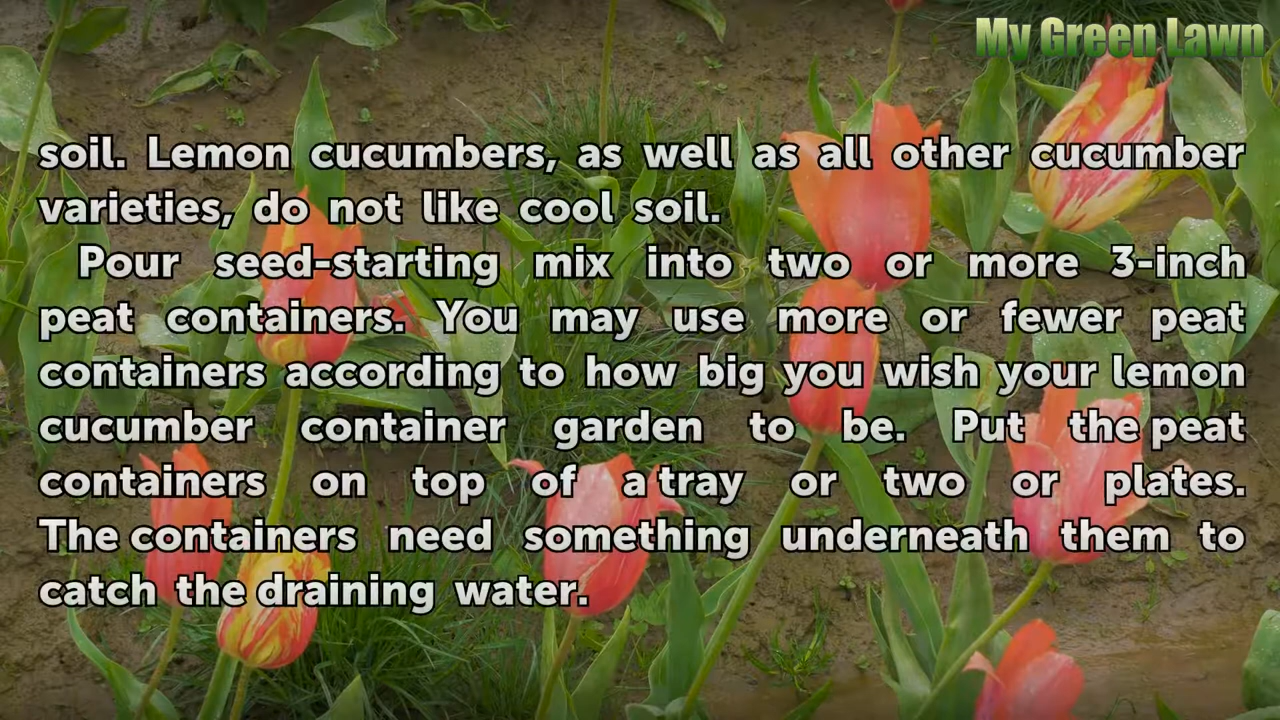 My Green Lawn
soil. Lemon cucumbers, as well as all other cucumber
varieties, do not like cool soil.
Pour seed-starting mix into two or more 3-inch
peat containers. You may use more or fewer peat
containers according to how big you wish your lemon
cucumber container garden to be. Put the peat
containers on top of a tray or two or plates.
The containers need something underneath them to
catch the draining water.